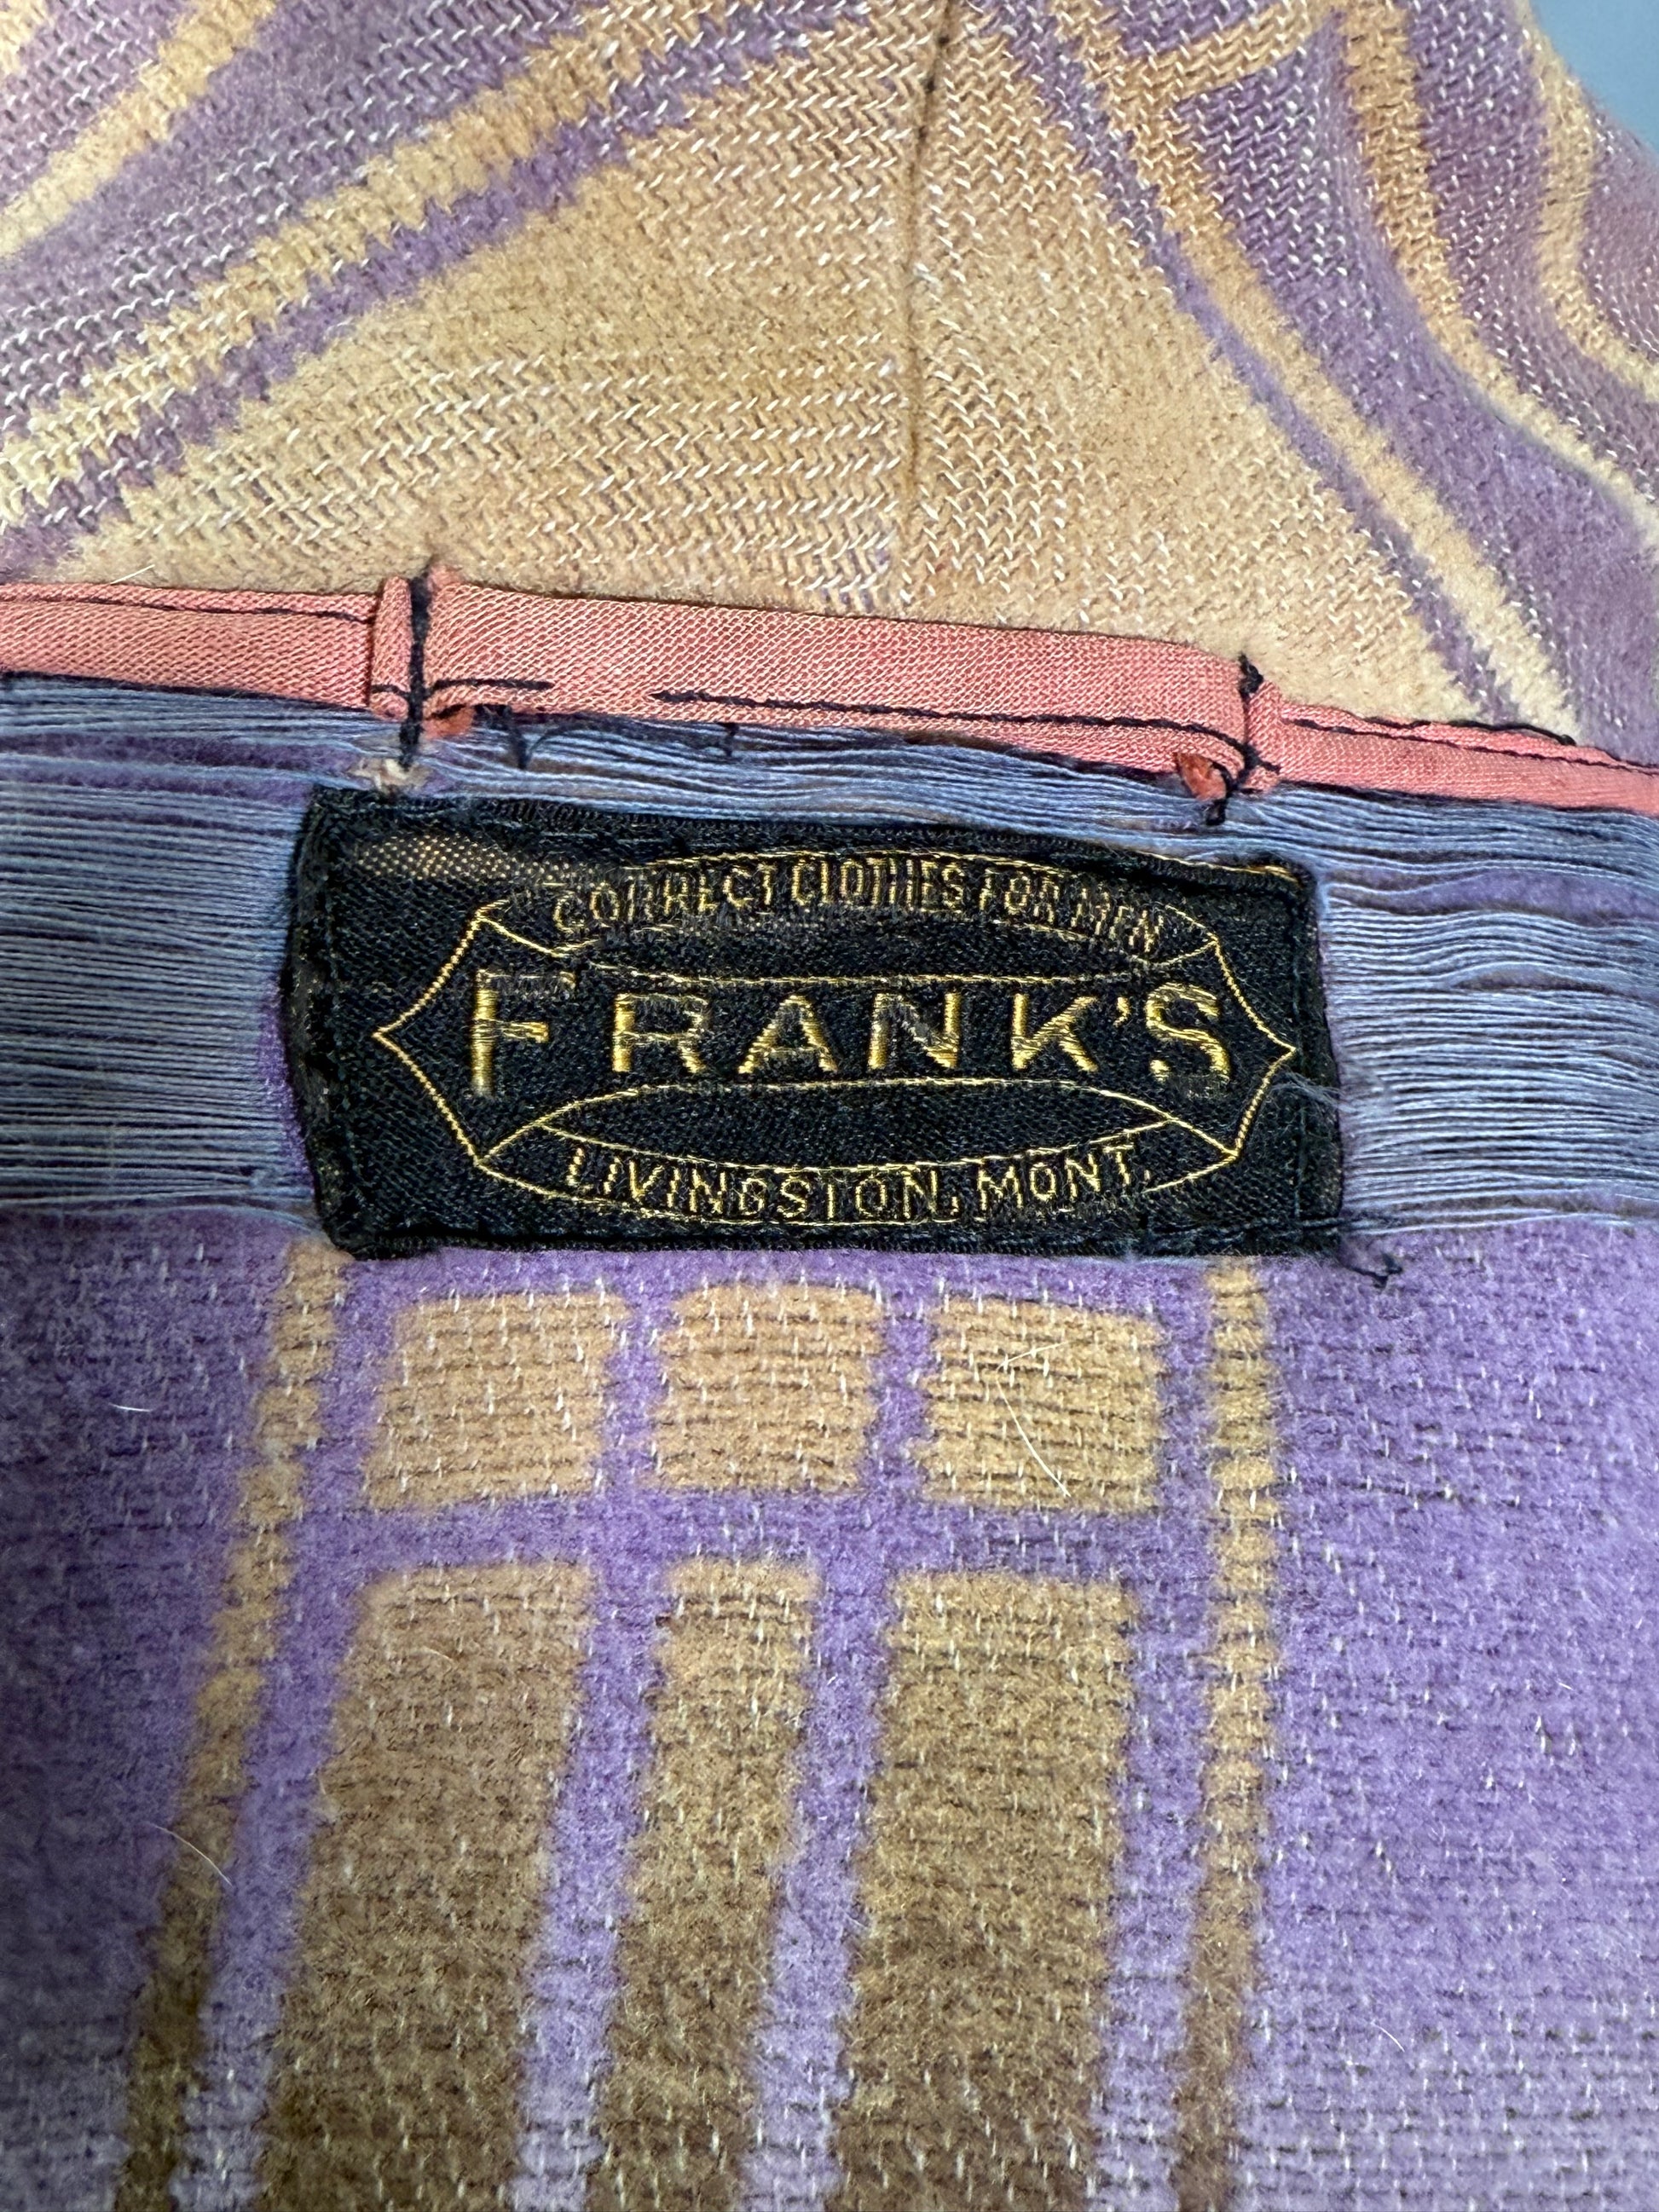 CORRECT CLOTHES FOR MEN
FRANK'S
LIVINGSTON, MONT.